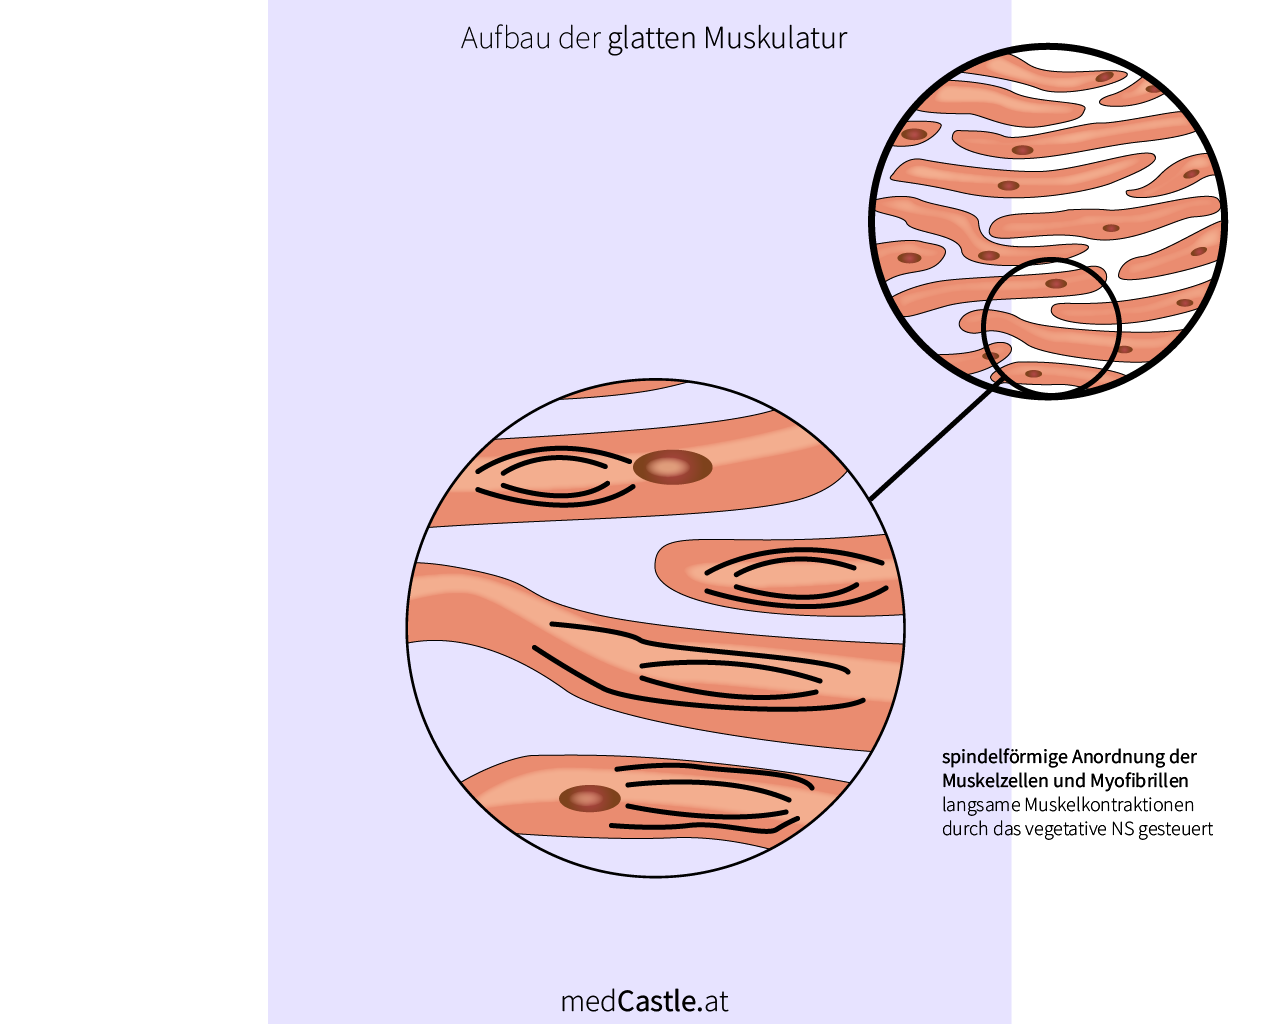 Aufbau der glatten Muskulatur
spindelförmige Anordnung der
Muskelzellen und Myofibrillen
langsame Muskelkontraktionen
durch das vegetative NS gesteuert
medCastle.at